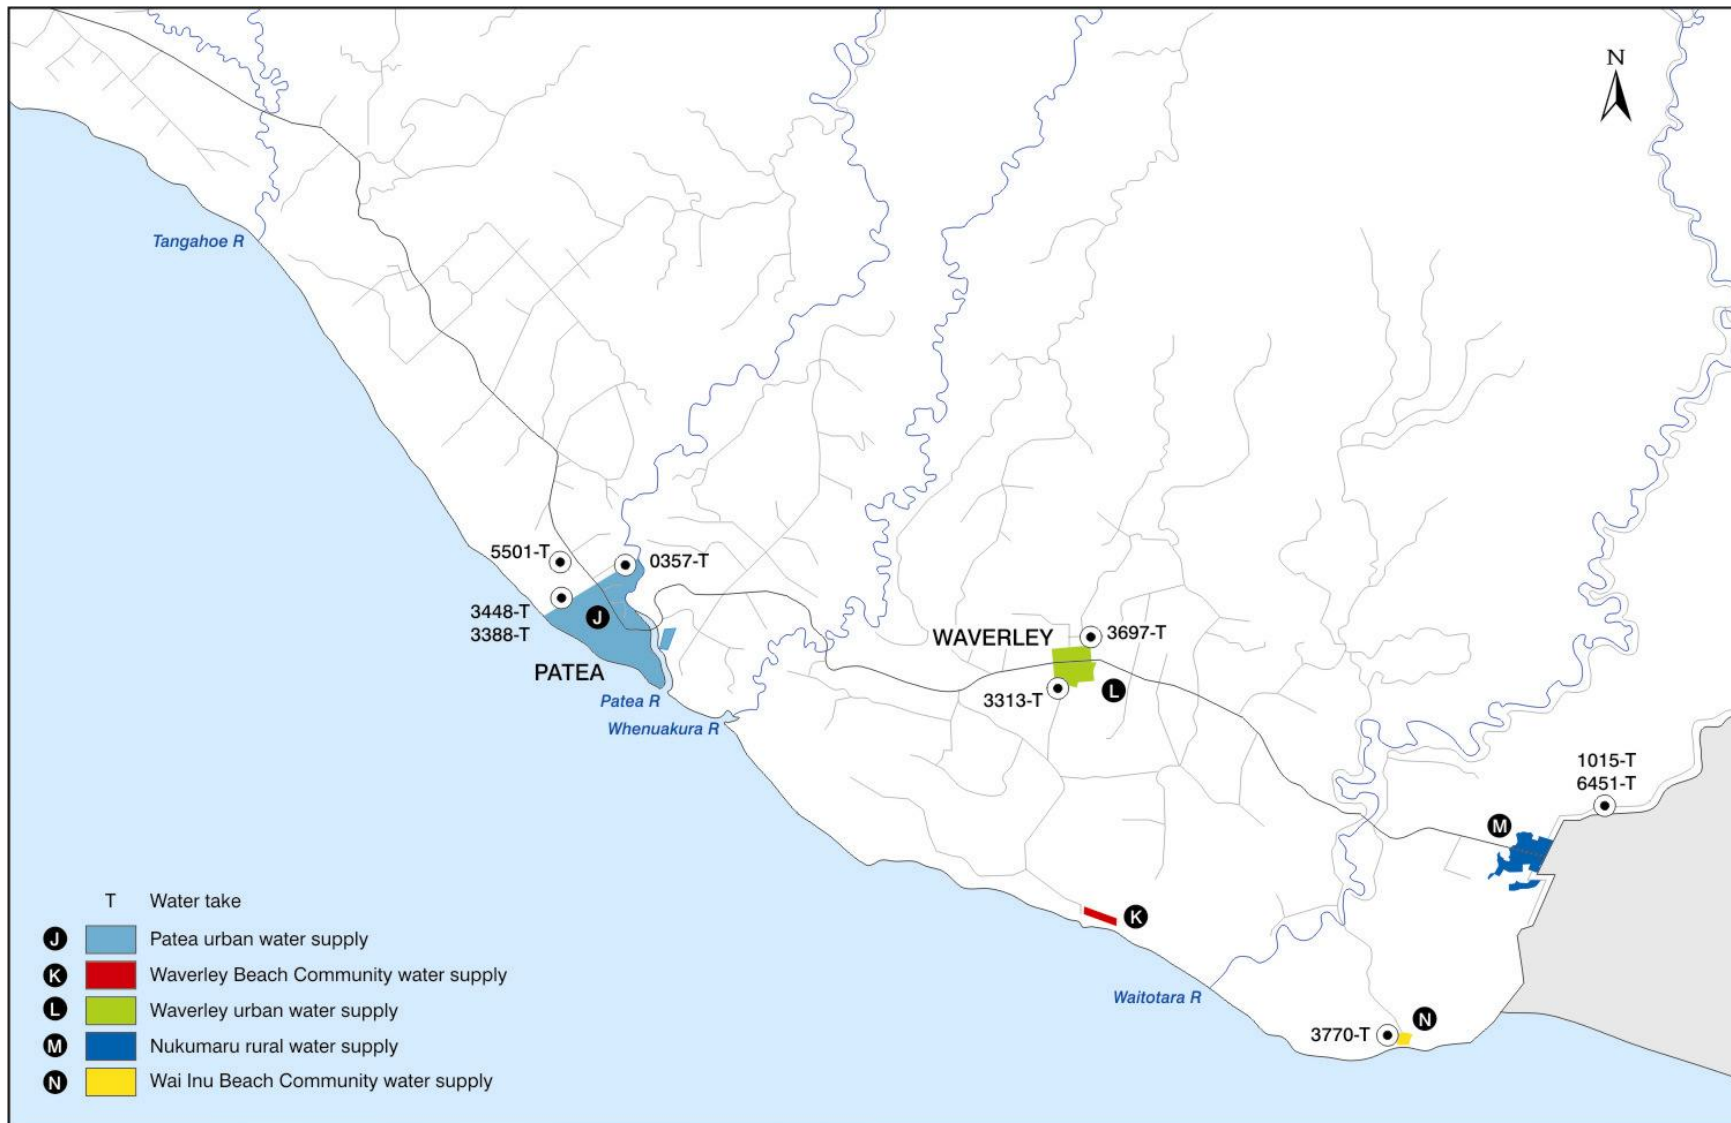 N
Tangahoe R
5501-T
0357-T
3448-T
3388-T
J
PATEA
Patea R
Whenuakura R
WAVERLEY
3697-T
3313-T
L
1015-T
6451-T
M
K
Waitotara R
3770-T
N
T Water take
J Patea urban water supply
K Waverley Beach Community water supply
L Waverley urban water supply
M Nukumaru rural water supply
N Wai Inu Beach Community water supply